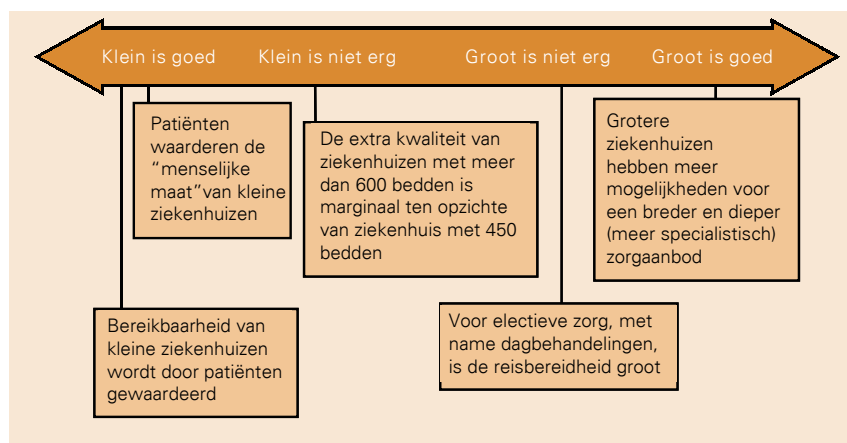 Klein is goed
Klein is niet erg
Groot is niet erg
Groot is goed
Patiënten
waarderen de
“menselijke
maat”van kleine
ziekenhuizen
De extra kwaliteit van
ziekenhuizen met meer
dan 600 bedden is
marginaal ten opzichte
van ziekenhuis met 450
bedden
Grotere
ziekenhuizen
hebben meer
mogelijkheden voor
een breder en dieper
(meer specialistisch)
zorgaanbod
Bereikbaarheid van
kleine ziekenhuizen
wordt door patiënten
gewaardeerd
Voor electieve zorg, met
name dagbehandelingen,
is de reisbereidheid groot